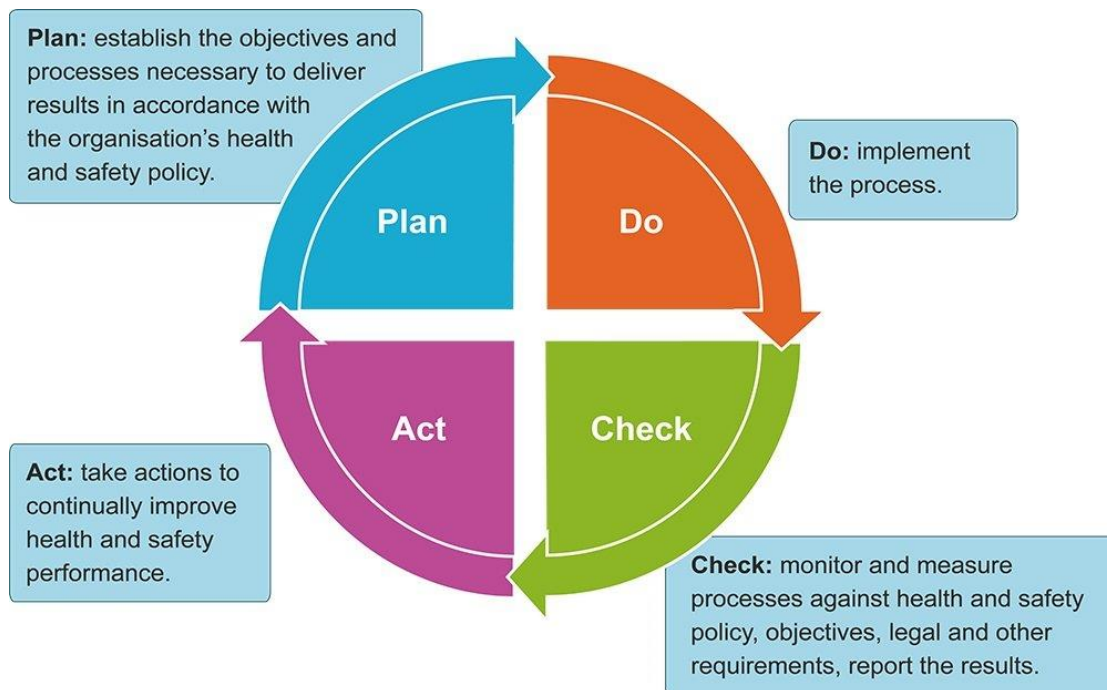 Plan: establish the objectives and
processes necessary to deliver
results in accordance with
the organisation’s health
and safety policy.
Plan
Do
Do: implement
the process.
Act
Check
Act: take actions to
continually improve
health and safety
performance.
Check: monitor and measure
processes against health and safety
policy, objectives, legal and other
requirements, report the results.